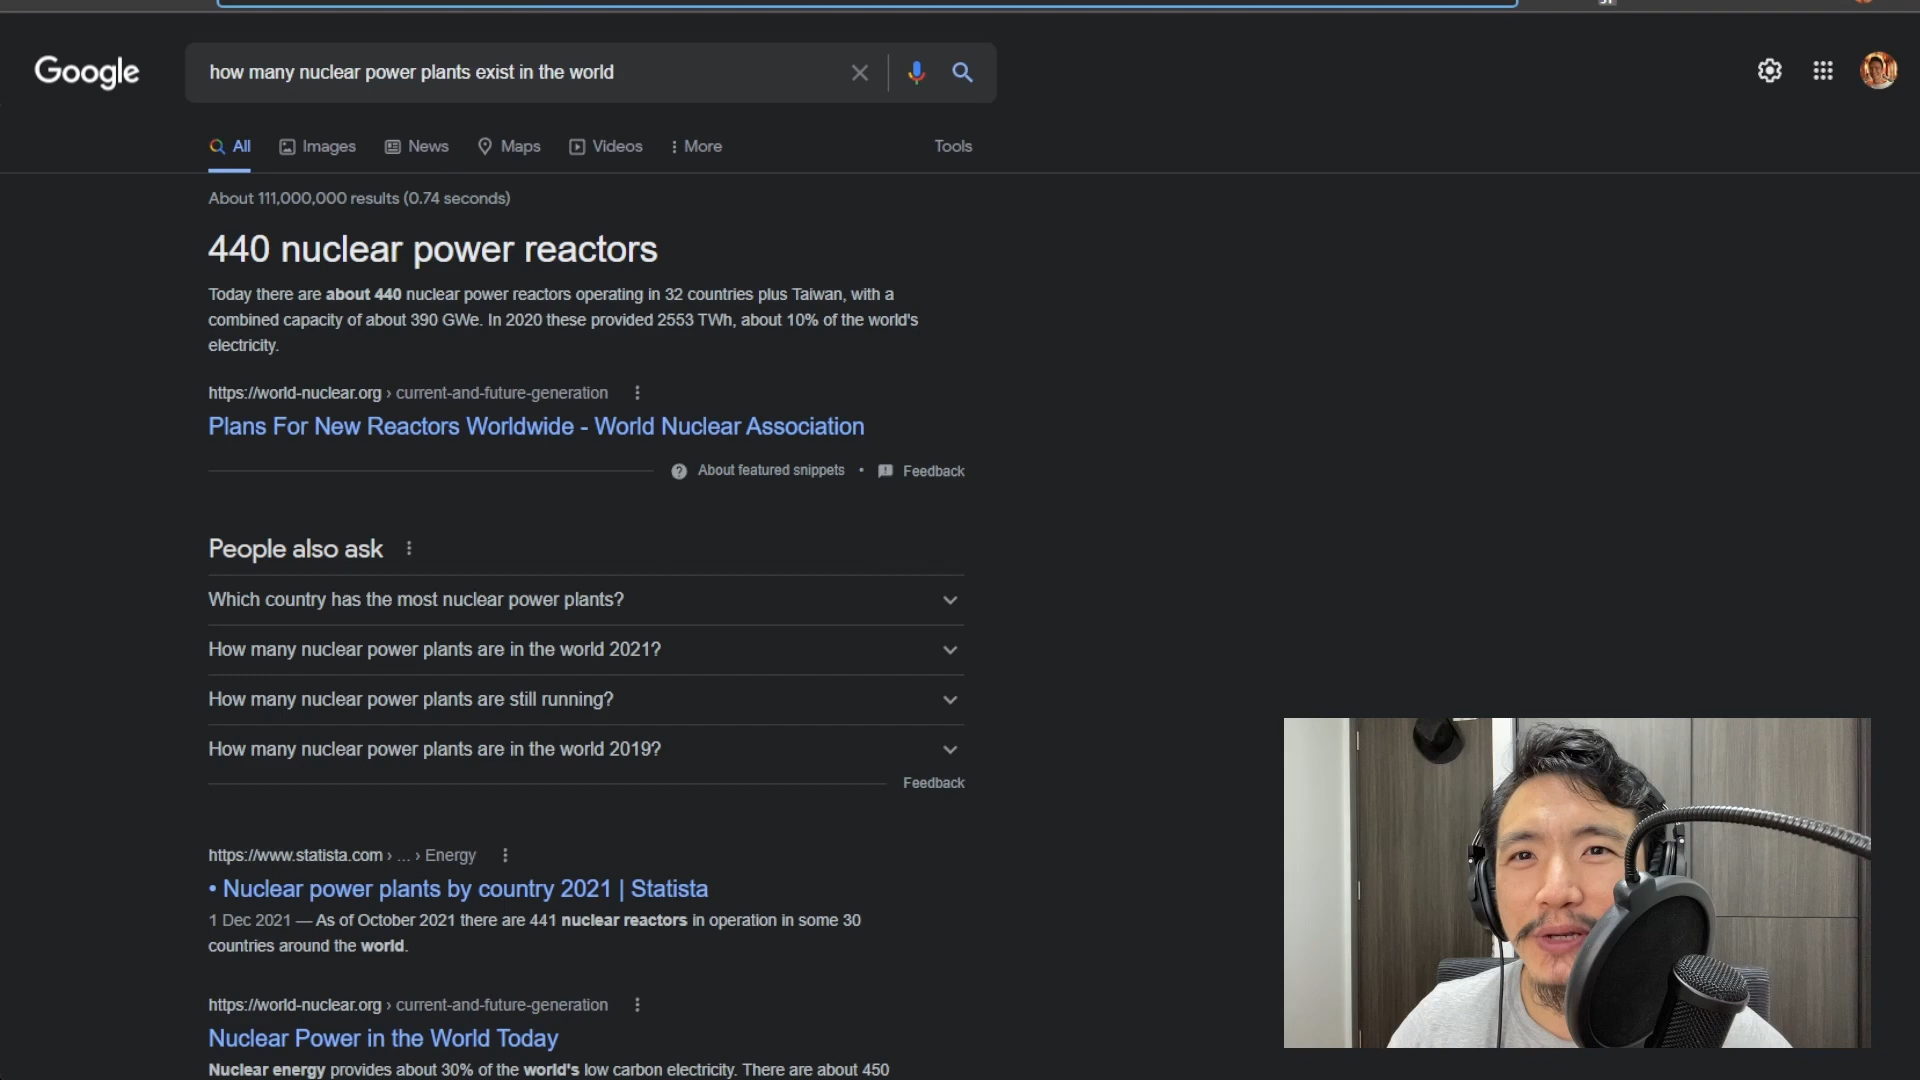 Google
how many nuclear power plants exist in the world
All Images News Maps Videos More Tools
About 111,000,000 results (0.74 seconds)
440 nuclear power reactors
Today there are about 440 nuclear power reactors operating in 32 countries plus Taiwan, with a
combined capacity of about 390 GWe. In 2020 these provided 2553 TWh, about 10% of the world's
electricity.
https://world-nuclear.org › current-and-future-generation
Plans For New Reactors Worldwide - World Nuclear Association
About featured snippets • Feedback
People also ask
Which country has the most nuclear power plants?
How many nuclear power plants are in the world 2021?
How many nuclear power plants are still running?
How many nuclear power plants are in the world 2019?
Feedback
https://www.statista.com › ... › Energy
• Nuclear power plants by country 2021 | Statista
1 Dec 2021 — As of October 2021 there are 441 nuclear reactors in operation in some 30
countries around the world.
https://world-nuclear.org › current-and-future-generation
Nuclear Power in the World Today
Nuclear energy provides about 30% of the world's low carbon electricity. There are about 450